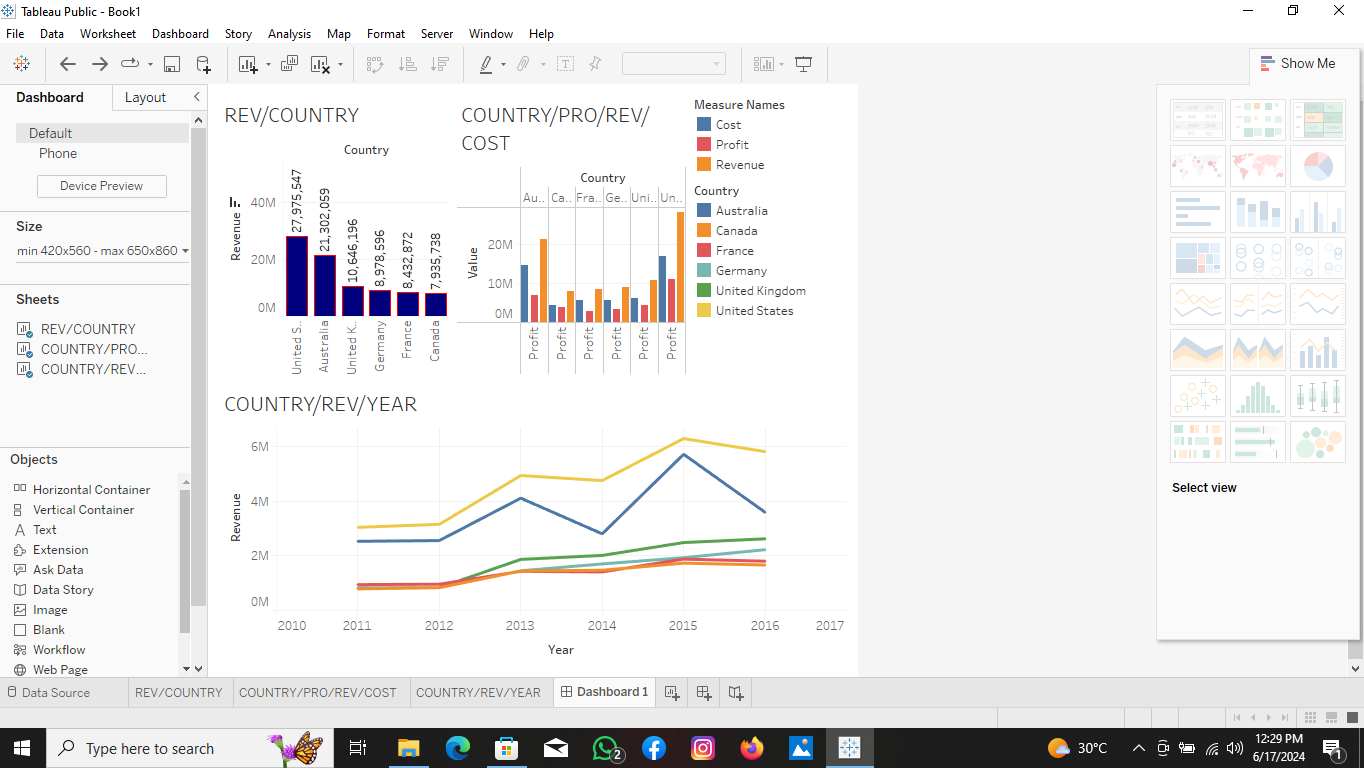 Tableau Public - Book1
File Data Worksheet Dashboard Story Analysis Map Format Server Window Help
Show Me
Dashboard Layout
Default
Phone
Device Preview
Size
min 420x560 - max 650x860
Sheets
REV/COUNTRY
COUNTRY/PRO...
COUNTRY/REV...
Objects
Horizontal Container
Vertical Container
Text
Extension
Ask Data
Data Story
Image
Blank
Workflow
Web Page
REV/COUNTRY
Country
Revenue
40M
20M
0M
27,975,547
21,302,059
10,646,196
8,978,596
8,432,872
7,935,738
United S..
Australia
United K..
Germany
France
Canada
COUNTRY/PRO/REV/
COST
Country
Au.. Ca.. Fra.. Ge.. Uni.. Un..
Value
20M
10M
0M
Profit Profit Profit Profit Profit Profit
Measure Names
Cost
Profit
Revenue
Country
Australia
Canada
France
Germany
United Kingdom
United States
COUNTRY/REV/YEAR
Revenue
6M
4M
2M
0M
2010 2011 2012 2013 2014 2015 2016 2017
Year
Select view
Data Source REV/COUNTRY COUNTRY/PRO/REV/COST COUNTRY/REV/YEAR Dashboard 1
Type here to search
2
30°C
12:29 PM
6/17/2024
1